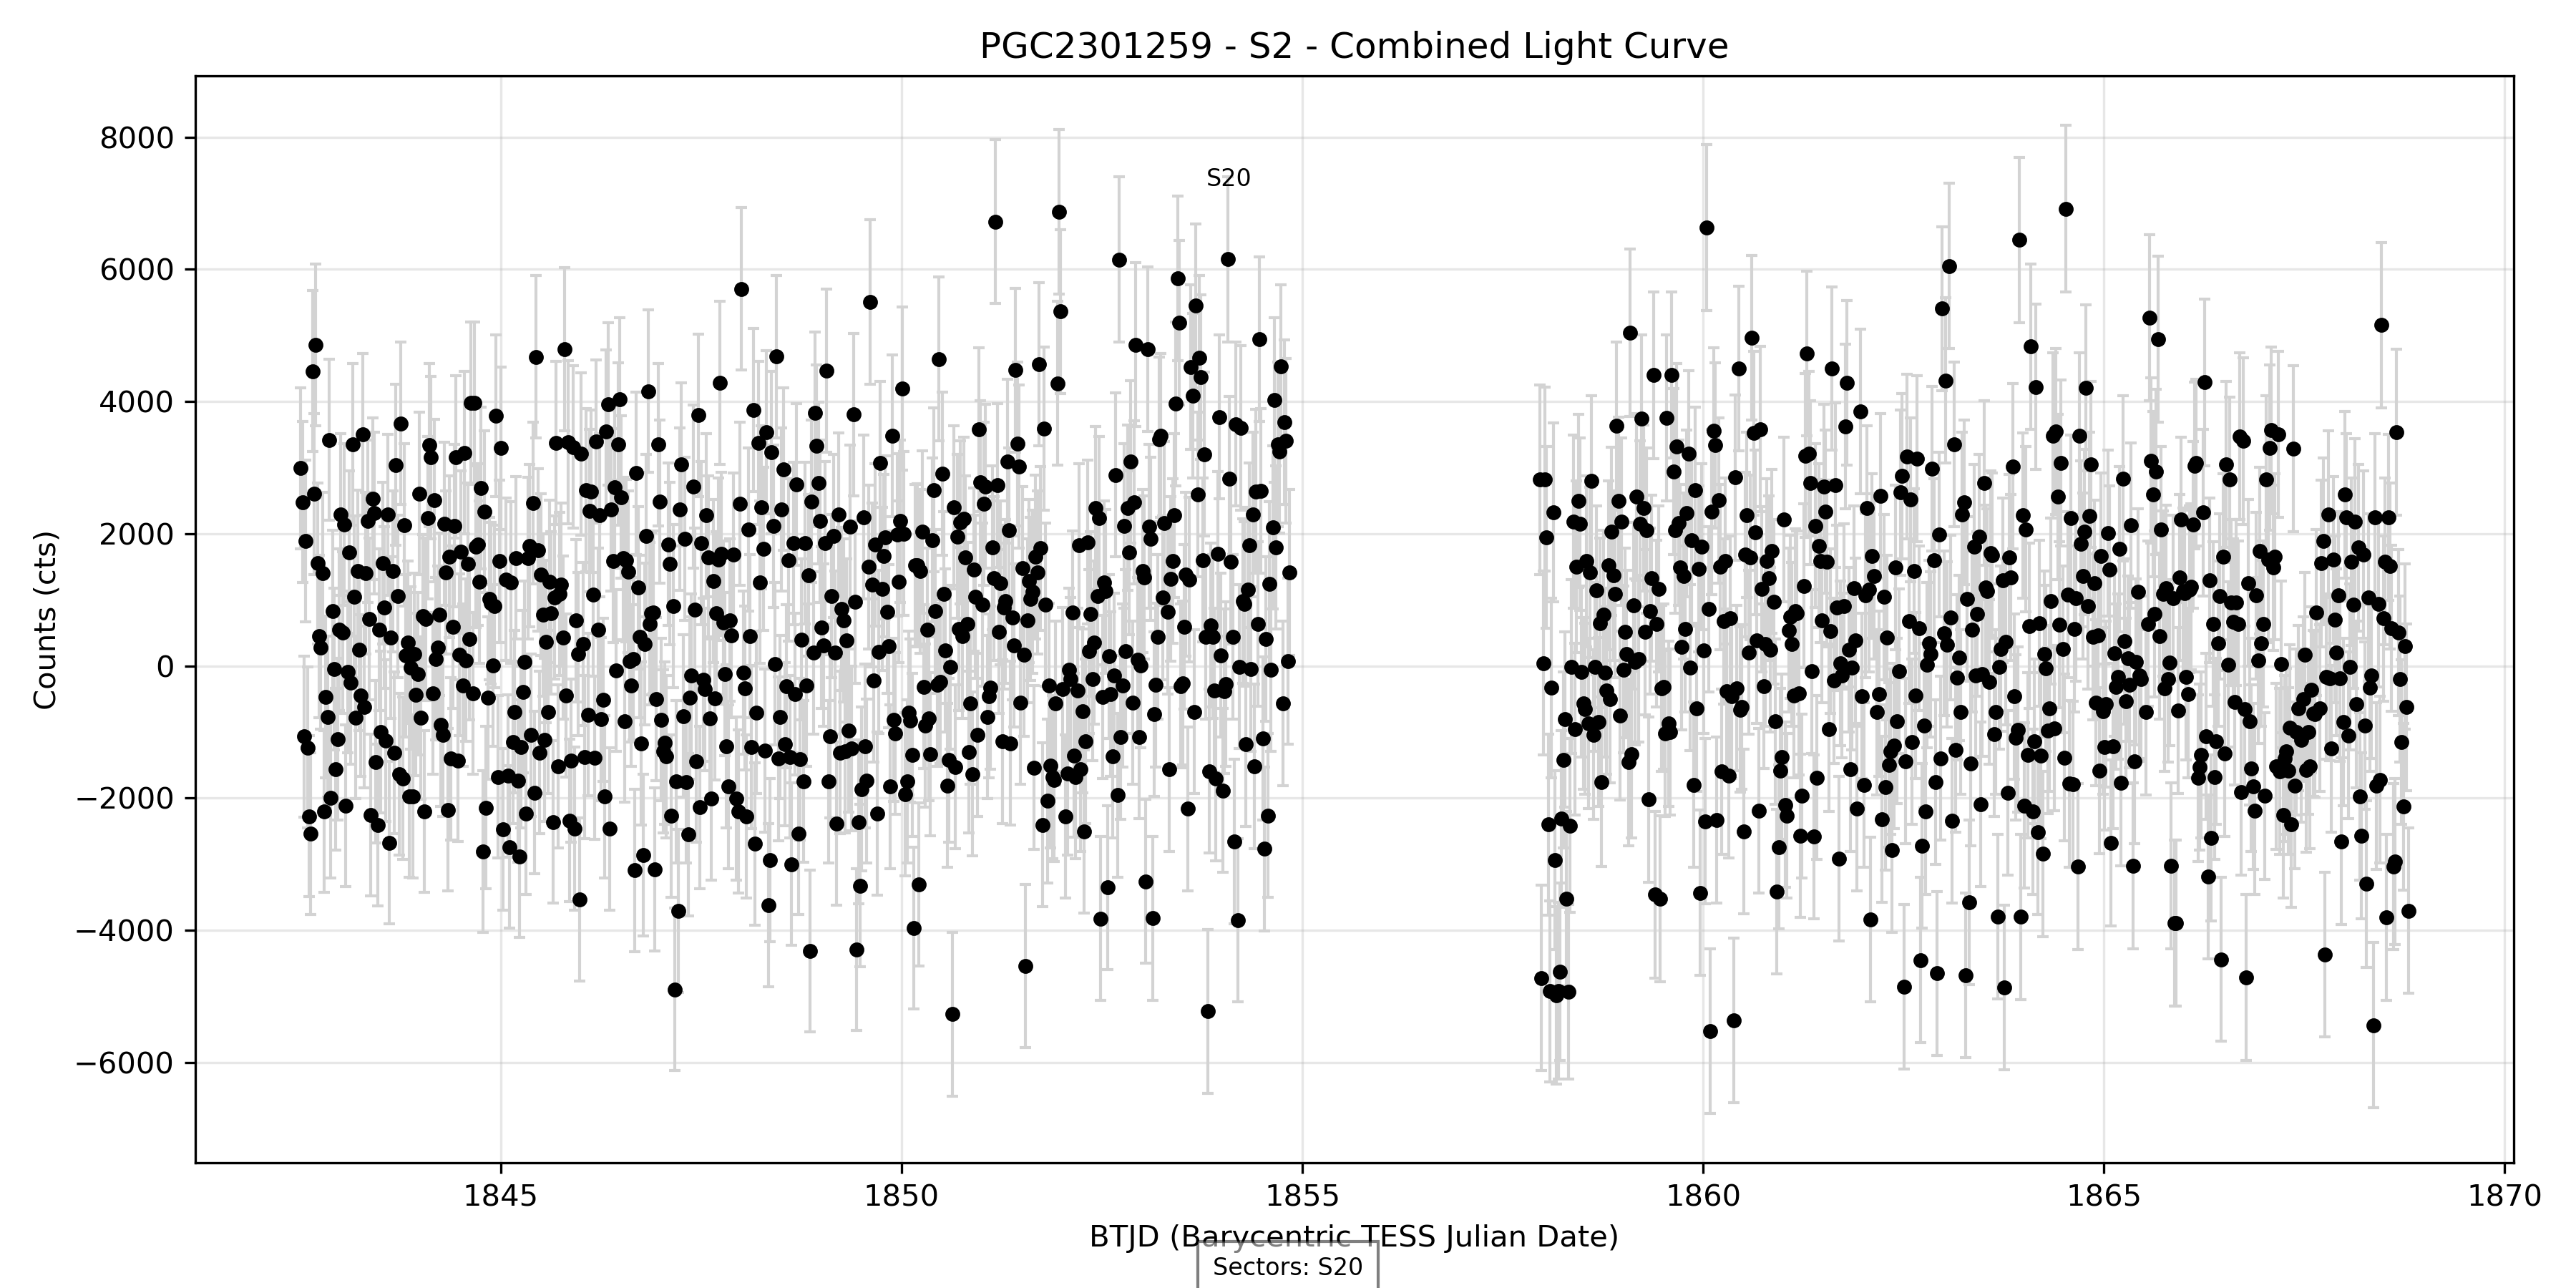 PGC2301259 - S2 - Combined Light Curve
8000
6000
4000
2000
0
−2000
−4000
−6000
Counts (cts)
S20
1845
1850
1855
1860
1865
1870
BTJD (Barycentric TESS Julian Date)
Sectors: S20